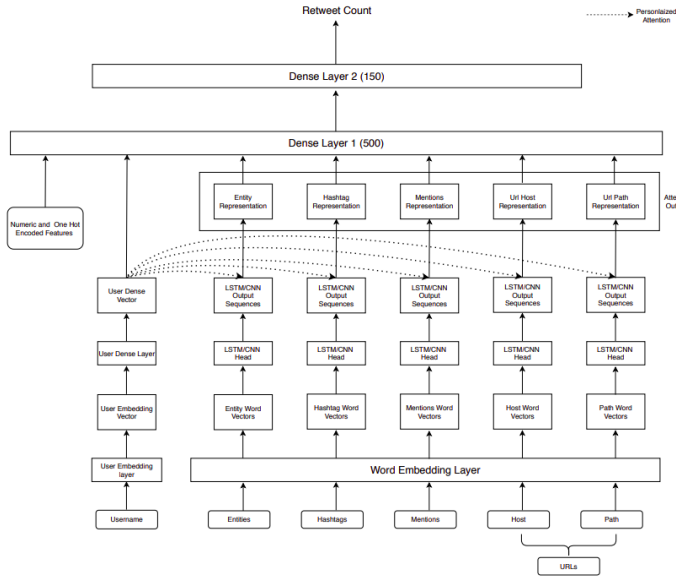 Retweet Count
Personlaized
Attention
Dense Layer 2 (150)
Dense Layer 1 (500)
Numeric and One Hot
Encoded Features
Entity
Representation
Hashtag
Representation
Mentions
Representation
Url Host
Representation
Url Path
Representation
Atte
Out
User Dense
Vector
LSTM/CNN
Output
Sequences
LSTM/CNN
Output
Sequences
LSTM/CNN
Output
Sequences
LSTM/CNN
Output
Sequences
LSTM/CNN
Output
Sequences
User Dense Layer
LSTM/CNN
Head
LSTM/CNN
Head
LSTM/CNN
Head
LSTM/CNN
Head
LSTM/CNN
Head
User Embedding
Vector
Entity Word
Vectors
Hashtag Word
Vectors
Mentions Word
Vectors
Host Word
Vectors
Path Word
Vectors
User Embedding
layer
Word Embedding Layer
Username
Entities
Hashtags
Mentions
Host
Path
URLs